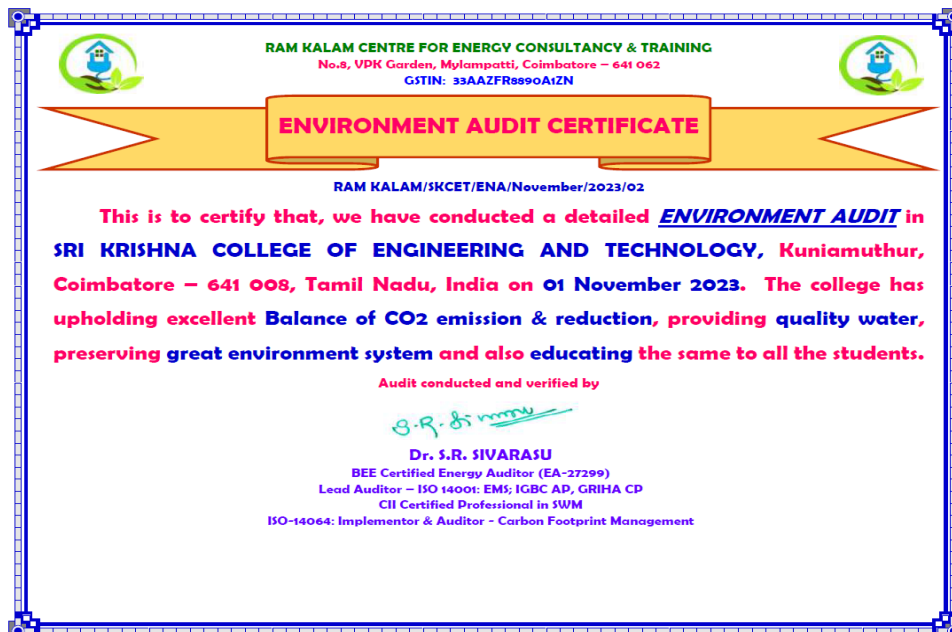 RAM KALAM CENTRE FOR ENERGY CONSULTANCY & TRAINING
No.8, VPK Garden, Mylampatti, Coimbatore – 641 062
GSTIN: 33AAZFR8890A1ZN
ENVIRONMENT AUDIT CERTIFICATE
RAM KALAM/SKCET/ENA/November/2023/02
This is to certify that, we have conducted a detailed ENVIRONMENT AUDIT in
SRI KRISHNA COLLEGE OF ENGINEERING AND TECHNOLOGY, Kuniamuthur,
Coimbatore – 641 008, Tamil Nadu, India on 01 November 2023. The college has
upholding excellent Balance of CO2 emission & reduction, providing quality water,
preserving great environment system and also educating the same to all the students.
Audit conducted and verified by
Dr. S.R. SIVARASU
BEE Certified Energy Auditor (EA-27299)
Lead Auditor – ISO 14001: EMS; IGBC AP, GRIHA CP
CII Certified Professional in SWM
ISO-14064: Implementor & Auditor - Carbon Footprint Management